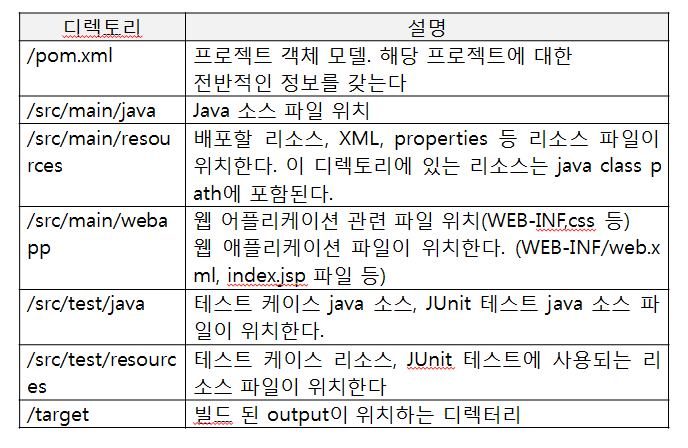 디렉토리 설명
/pom.xml 프로젝트 객체 모델. 해당 프로젝트에 대한
전반적인 정보를 갖는다
/src/main/java Java 소스 파일 위치
/src/main/resou 배포할 리소스, XML, properties 등 리소스 파일이
rces 위치한다. 이 디렉토리에 있는 리소스는 java class p
ath에 포함된다.
/src/main/weba 웹 어플리케이션 관련 파일 위치(WEB-INF,css 등)
pp 웹 애플리케이션 파일이 위치한다. (WEB-INF/web.x
ml, index.jsp 파일 등)
/src/test/java 테스트 케이스 java 소스, JUnit 테스트 java 소스 파
일이 위치한다.
/src/test/resourc 테스트 케이스 리소스, JUnit 테스트에 사용되는 리
es 소스 파일이 위치한다
/target 빌드 된 output이 위치하는 디렉터리